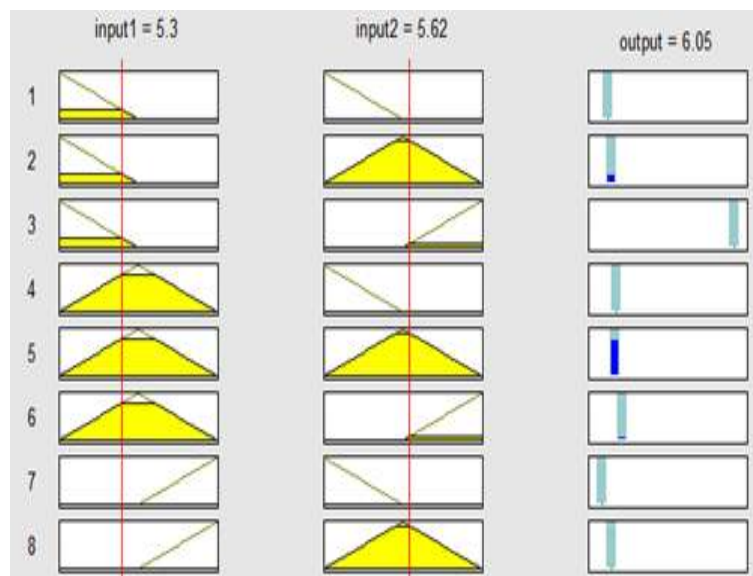 input1 = 5.3
input2 = 5.62
output = 6.05
1
2
3
4
5
6
7
8